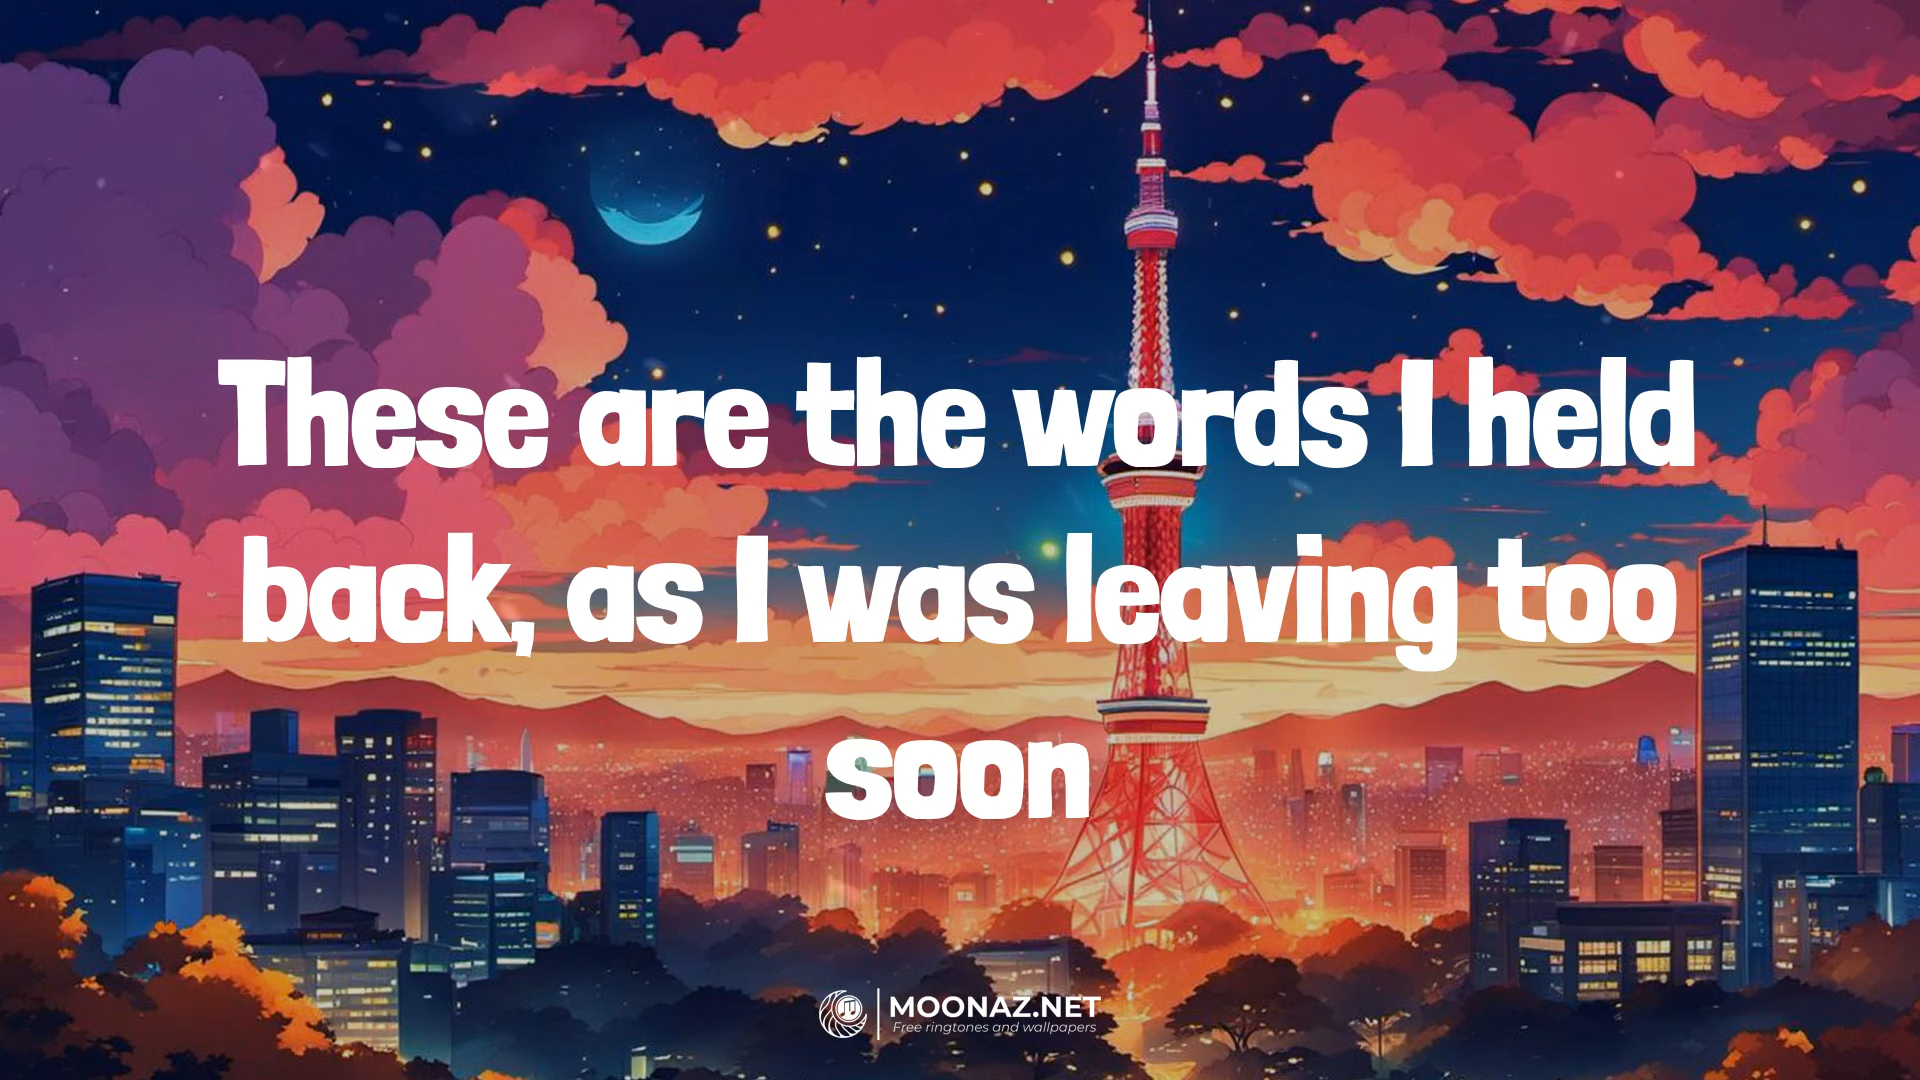 These are the words I held
back, as I was leaving too
soon
MOONAZ.NET
Free ringtones and wallpapers